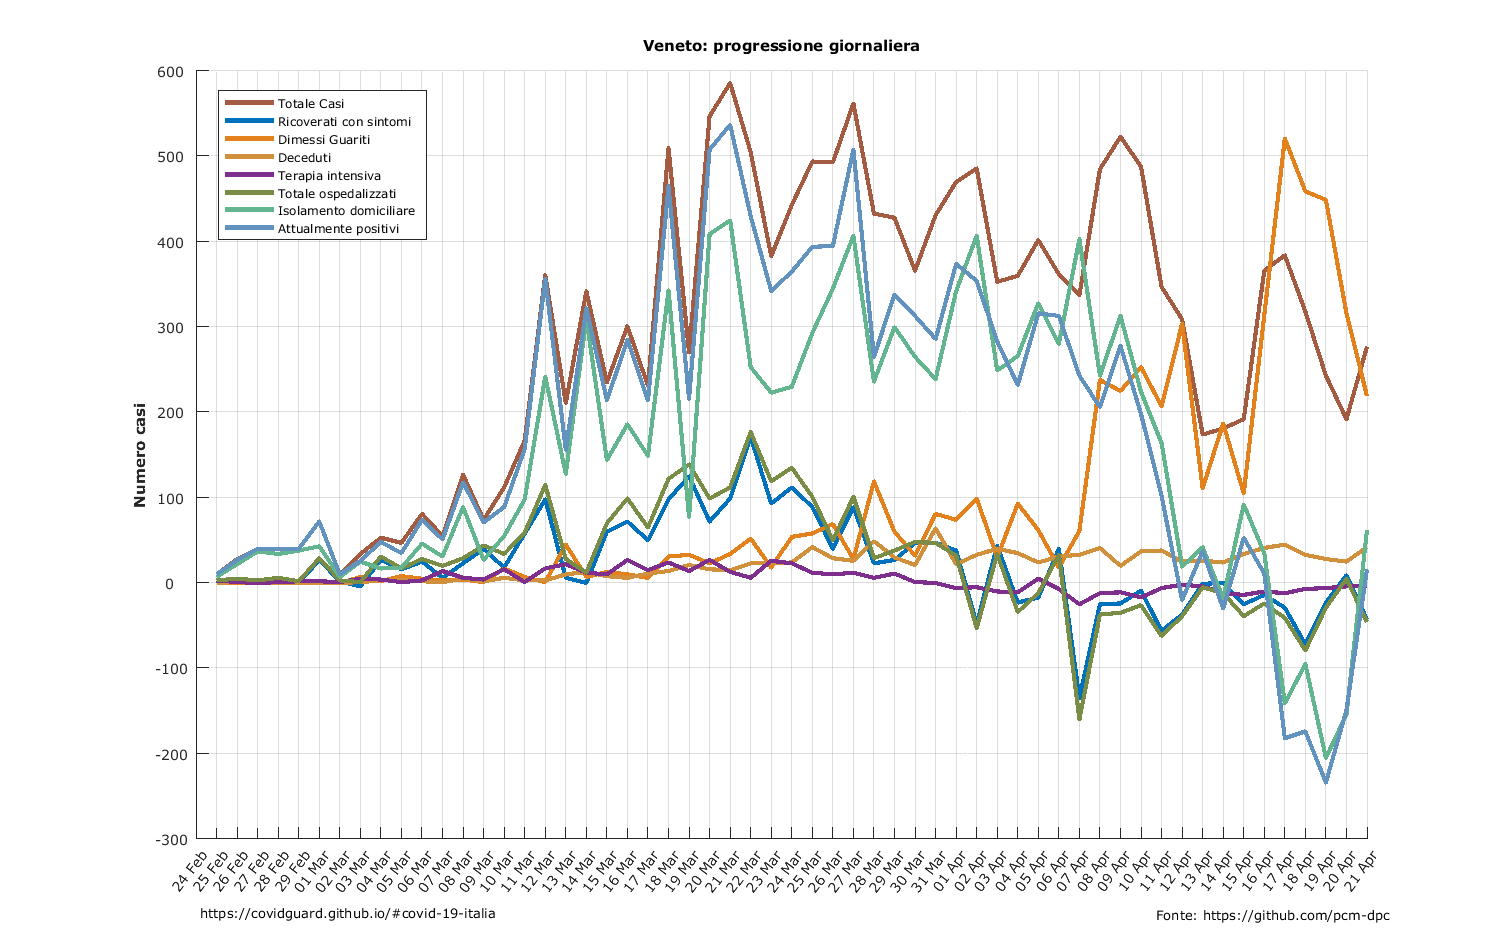 Veneto: progressione giornaliera
600
500
400
300
200
100
0
-100
-200
-300
Numero casi
Totale Casi
Ricoverati con sintomi
Dimessi Guariti
Deceduti
Terapia intensiva
Totale ospedalizzati
Isolamento domiciliare
Attualmente positivi
24 Feb
25 Feb
26 Feb
27 Feb
28 Feb
29 Feb
01 Mar
02 Mar
03 Mar
04 Mar
05 Mar
06 Mar
07 Mar
08 Mar
09 Mar
10 Mar
11 Mar
12 Mar
13 Mar
14 Mar
15 Mar
16 Mar
17 Mar
18 Mar
19 Mar
20 Mar
21 Mar
22 Mar
23 Mar
24 Mar
25 Mar
26 Mar
27 Mar
28 Mar
29 Mar
30 Mar
31 Mar
01 Apr
02 Apr
03 Apr
04 Apr
05 Apr
06 Apr
07 Apr
08 Apr
09 Apr
10 Apr
11 Apr
12 Apr
13 Apr
14 Apr
15 Apr
16 Apr
17 Apr
18 Apr
19 Apr
20 Apr
21 Apr
https://covidguard.github.io/#covid-19-italia
Fonte: https://github.com/pcm-dpc